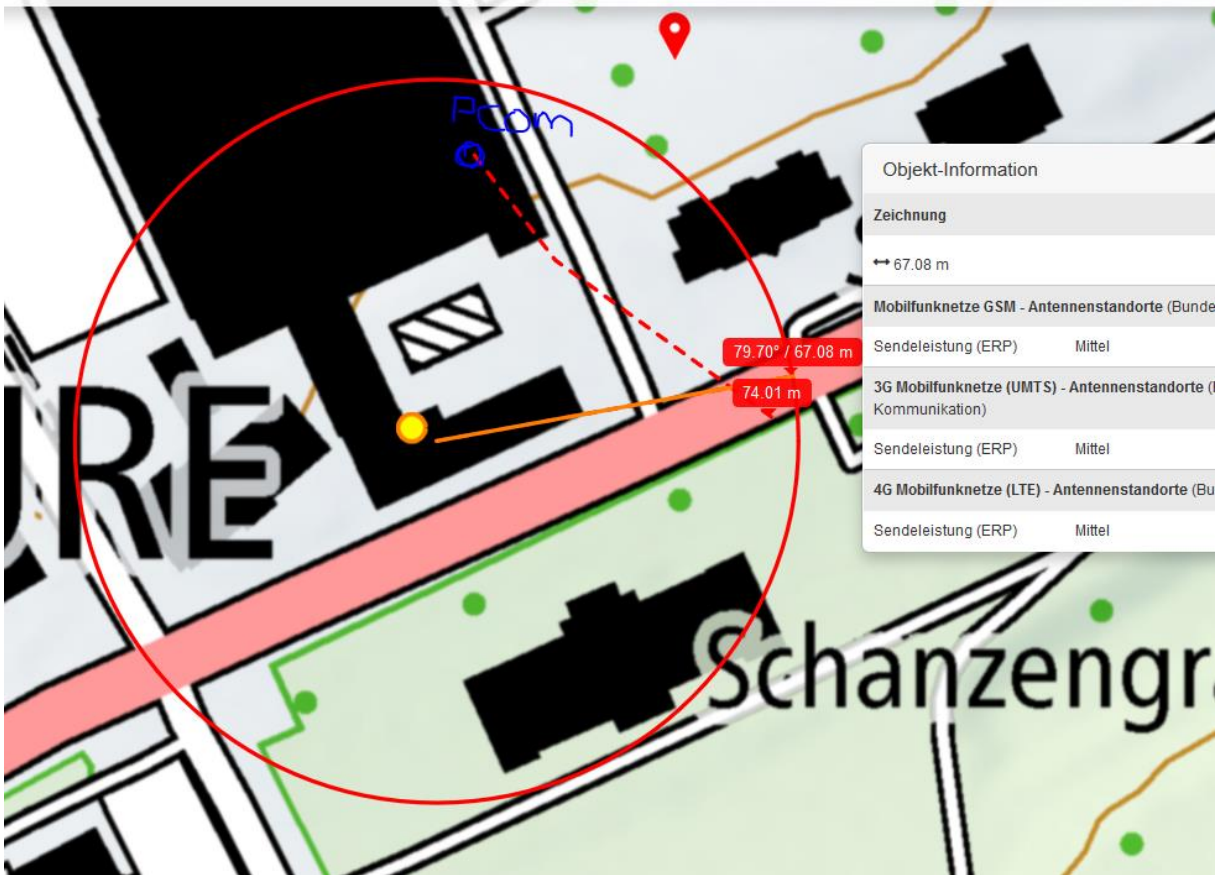 Pcom
Objekt-Information
Zeichnung
↔ 67.08 m
Mobilfunknetze GSM - Antennenstandorte (Bunde
Sendeleistung (ERP) Mittel
3G Mobilfunknetze (UMTS) - Antennenstandorte (
Kommunikation)
Sendeleistung (ERP) Mittel
4G Mobilfunknetze (LTE) - Antennenstandorte (Bu
Sendeleistung (ERP) Mittel
79.70° / 67.08 m
74.01 m
URE
Schanzengr